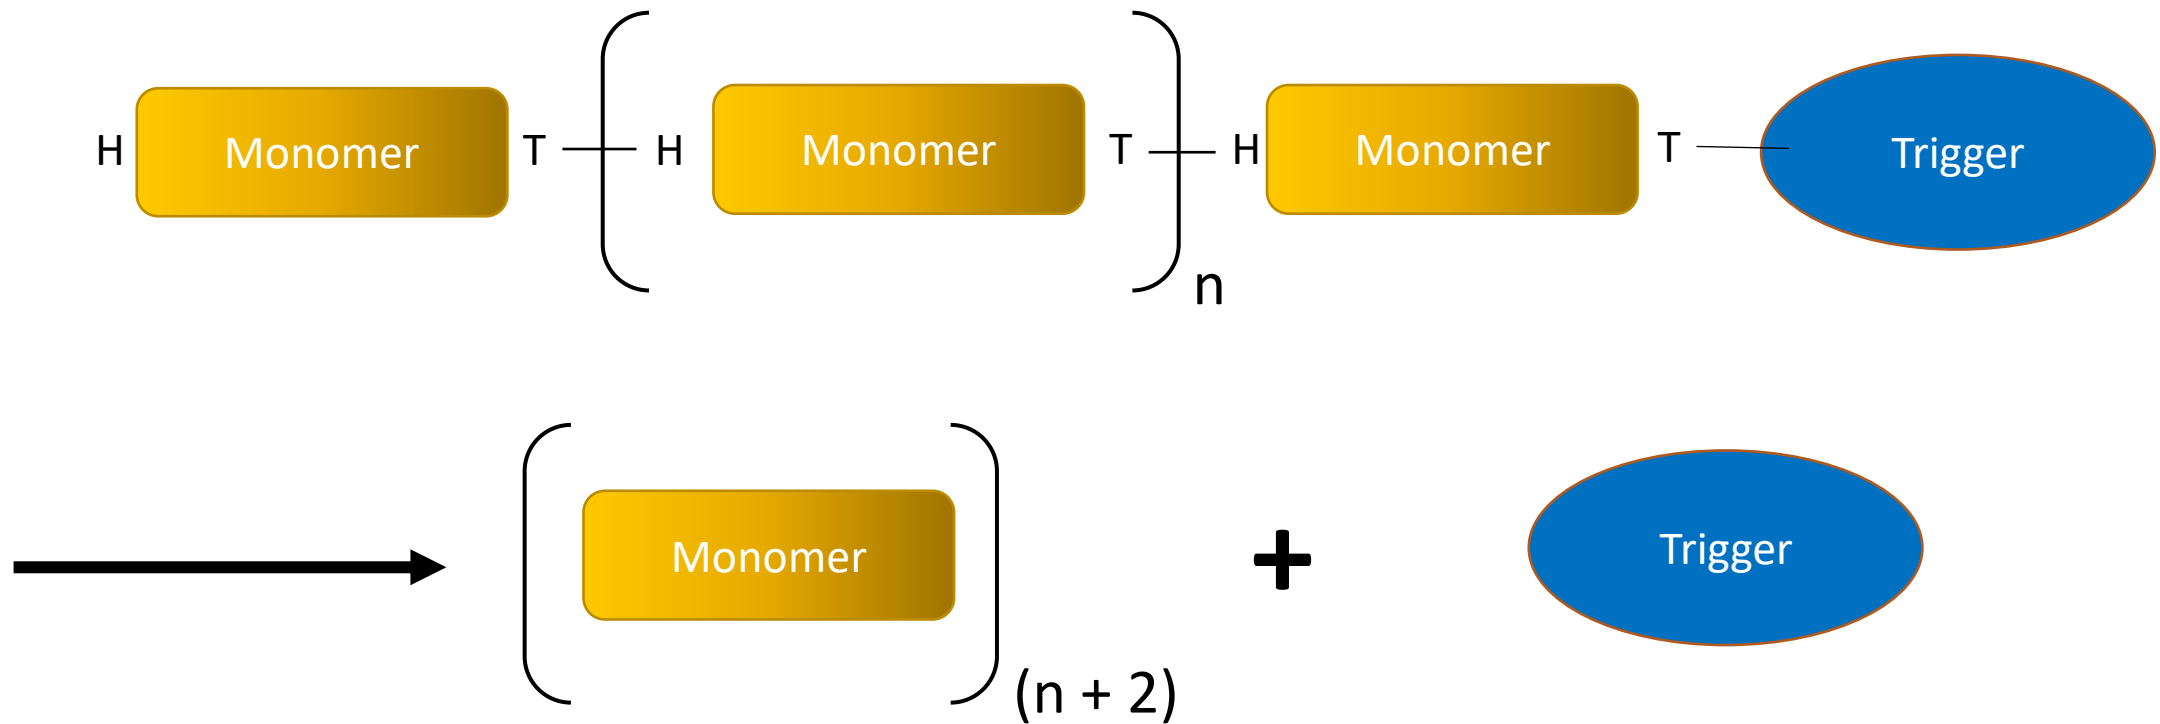 H Monomer T H Monomer T H Monomer T Trigger
n
Monomer + Trigger
(n + 2)